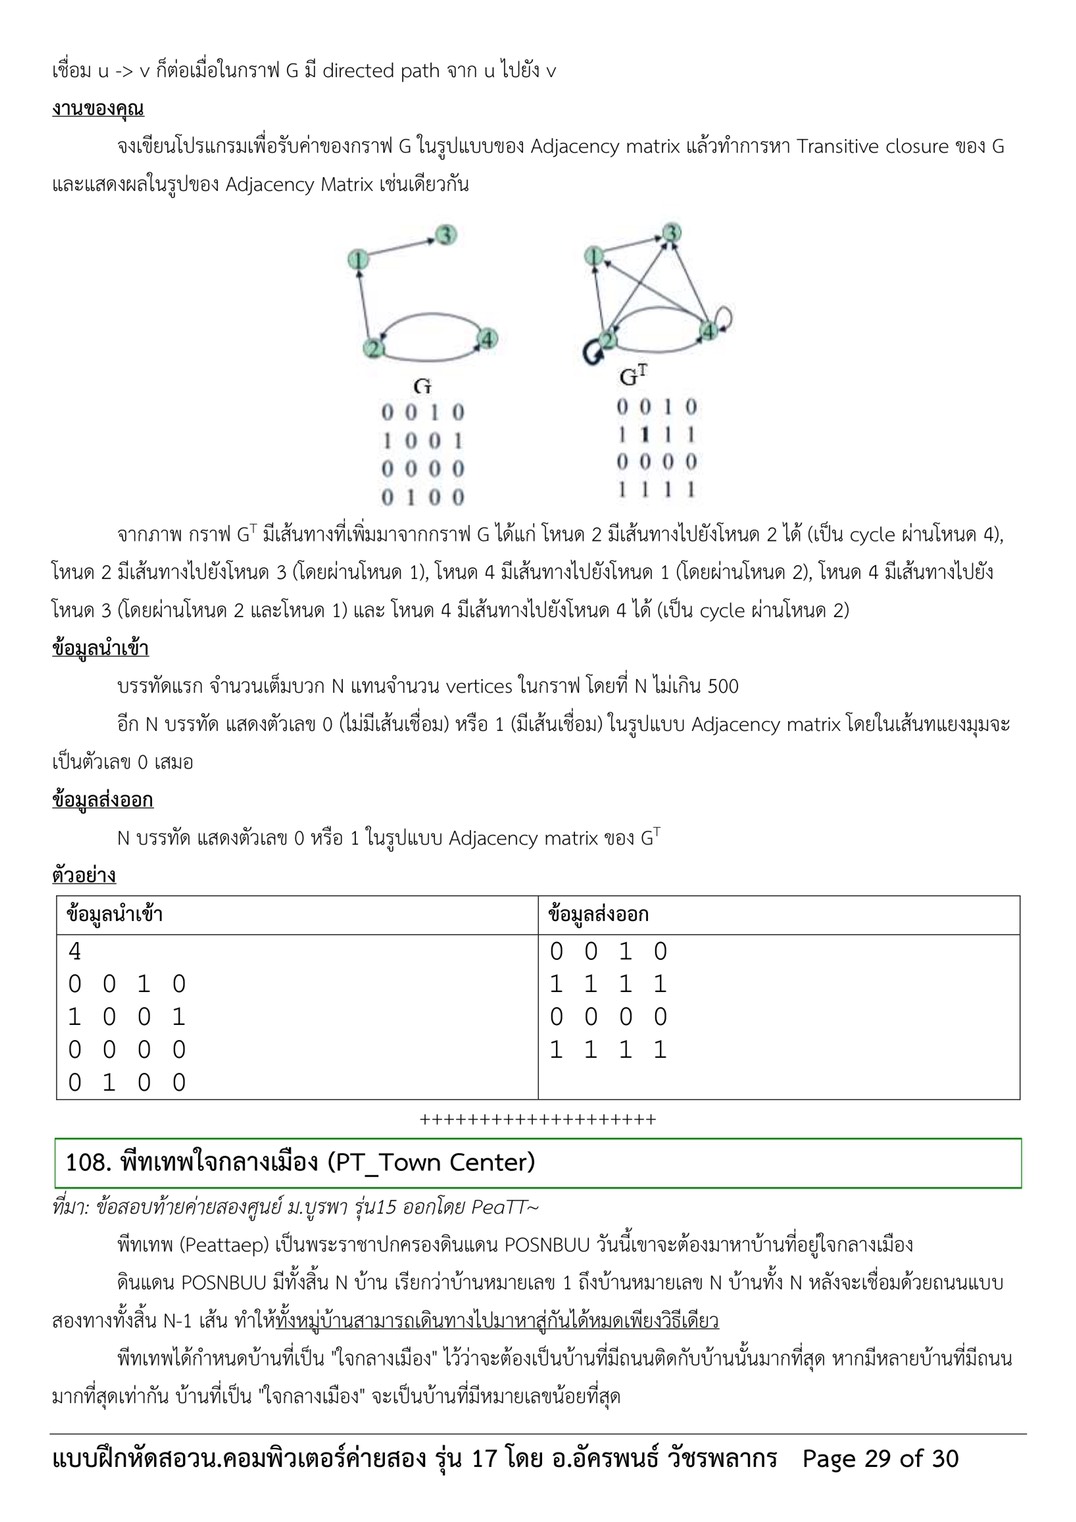 เชื่อม u -> v ก็ต่อเมื่อในกราฟ G มี directed path จาก u ไปยัง v
งานของคุณ
จงเขียนโปรแกรมเพื่อรับค่าของกราฟ G ในรูปแบบของ Adjacency matrix แล้วทำการหา Transitive closure ของ G
และแสดงผลในรูปของ Adjacency Matrix เช่นเดียวกัน
1 3 2 4
1 3 2 4
G
0 0 1 0
1 0 0 1
0 0 0 0
0 1 0 0
G^T
0 0 1 0
1 1 1 1
0 0 0 0
1 1 1 1
จากภาพ กราฟ G^T มีเส้นทางที่เพิ่มมาจากกราฟ G ได้แก่ โหนด 2 มีเส้นทางไปยังโหนด 2 ได้ (เป็น cycle ผ่านโหนด 4),
โหนด 2 มีเส้นทางไปยังโหนด 3 (โดยผ่านโหนด 1), โหนด 4 มีเส้นทางไปยังโหนด 1 (โดยผ่านโหนด 2), โหนด 4 มีเส้นทางไปยัง
โหนด 3 (โดยผ่านโหนด 2 และโหนด 1) และ โหนด 4 มีเส้นทางไปยังโหนด 4 ได้ (เป็น cycle ผ่านโหนด 2)
ข้อมูลนำเข้า
บรรทัดแรก จำนวนเต็มบวก N แทนจำนวน vertices ในกราฟ โดยที่ N ไม่เกิน 500
อีก N บรรทัด แสดงตัวเลข 0 (ไม่มีเส้นเชื่อม) หรือ 1 (มีเส้นเชื่อม) ในรูปแบบ Adjacency matrix โดยในเส้นทแยงมุมจะ
เป็นตัวเลข 0 เสมอ
ข้อมูลส่งออก
N บรรทัด แสดงตัวเลข 0 หรือ 1 ในรูปแบบ Adjacency matrix ของ G^T
ตัวอย่าง
ข้อมูลนำเข้า
4
0 0 1 0
1 0 0 1
0 0 0 0
0 1 0 0
ข้อมูลส่งออก
0 0 1 0
1 1 1 1
0 0 0 0
1 1 1 1
++++++++++++++++++++
108. พีทเทพใจกลางเมือง (PT_Town Center)
ที่มา: ข้อสอบท้ายค่ายสองศูนย์ ม.บูรพา รุ่น15 ออกโดย PeaTT~
พีทเทพ (Peattaep) เป็นพระราชาปกครองดินแดน POSNBUU วันนี้เขาจะต้องมาหาบ้านที่อยู่ใจกลางเมือง
ดินแดน POSNBUU มีทั้งสิ้น N บ้าน เรียกว่าบ้านหมายเลข 1 ถึงบ้านหมายเลข N บ้านทั้ง N หลังจะเชื่อมด้วยถนนแบบ
สองทางทั้งสิ้น N-1 เส้น ทำให้ทั้งหมู่บ้านสามารถเดินทางไปมาหาสู่กันได้หมดเพียงวิธีเดียว
พีทเทพได้กำหนดบ้านที่เป็น "ใจกลางเมือง" ไว้ว่าจะต้องเป็นบ้านที่มีถนนติดกับบ้านนั้นมากที่สุด หากมีหลายบ้านที่มีถนน
มากที่สุดเท่ากัน บ้านที่เป็น "ใจกลางเมือง" จะเป็นบ้านที่มีหมายเลขน้อยที่สุด
แบบฝึกหัดสอวน.คอมพิวเตอร์ค่ายสอง รุ่น 17 โดย อ.อัครพนธ์ วัชรพลากร Page 29 of 30